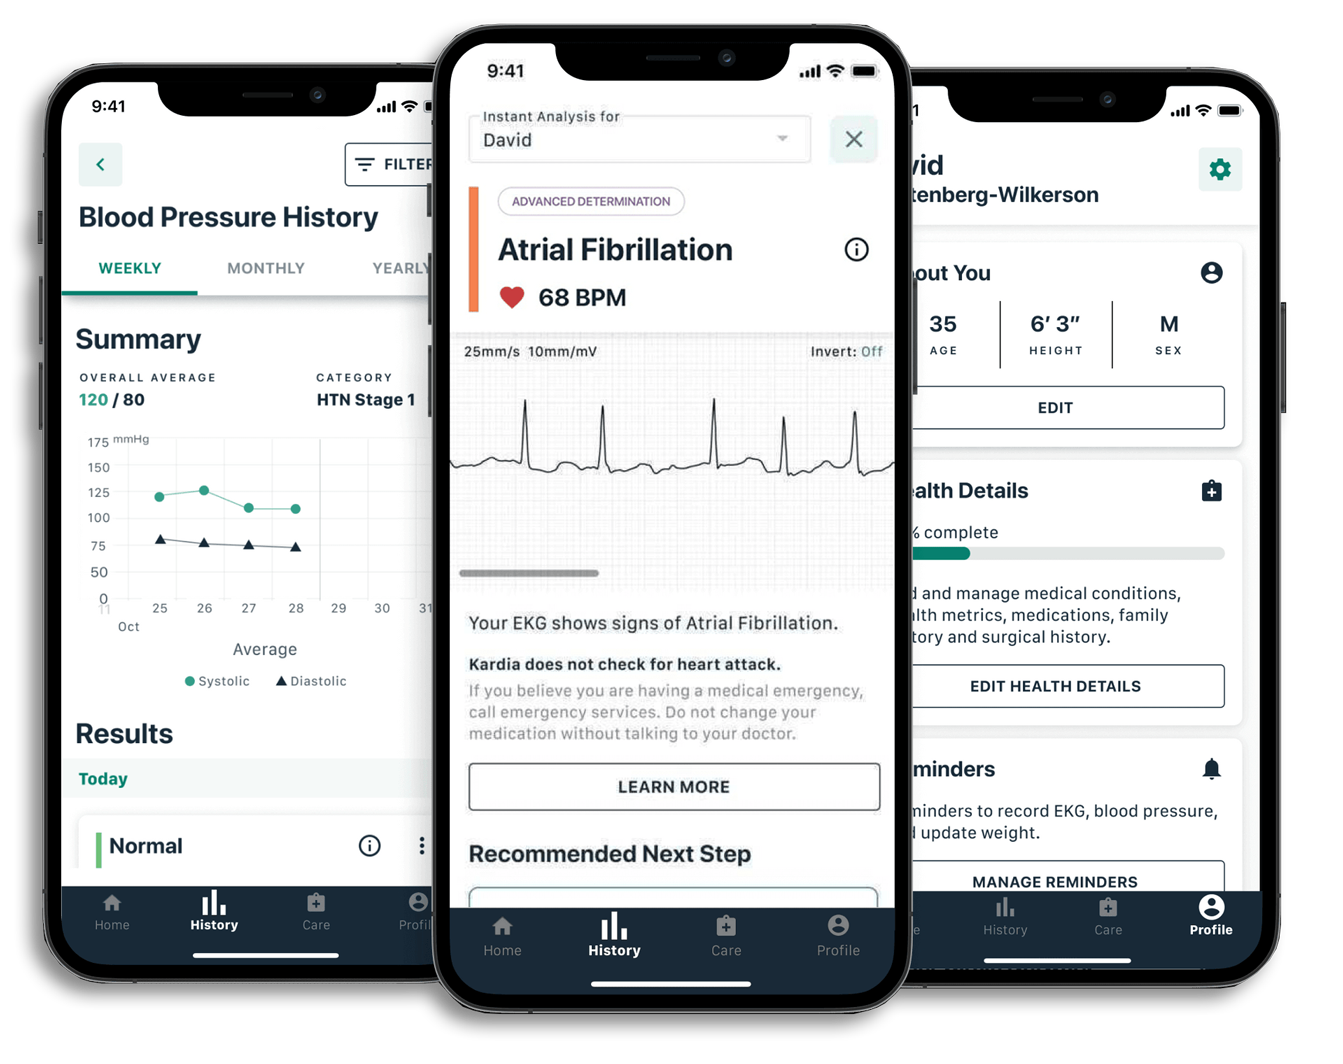 9:41
FILTER
Blood Pressure History
WEEKLY MONTHLY YEARLY
Summary
OVERALL AVERAGE CATEGORY
120 / 80 HTN Stage 1
175 mmHg
150
125
100
75
50
0
11 25 26 27 28 29 30 31
Oct
Average
Systolic Diastolic
Results
Today
Normal
Home History Care Profil
9:41
Instant Analysis for
David
ADVANCED DETERMINATION
Atrial Fibrillation
68 BPM
25mm/s 10mm/mV Invert: Off
Your EKG shows signs of Atrial Fibrillation.
Kardia does not check for heart attack.
If you believe you are having a medical emergency,
call emergency services. Do not change your
medication without talking to your doctor.
LEARN MORE
Recommended Next Step
Home History Care Profile
1
vid
tenberg-Wilkerson
out You
35 6' 3" M
AGE HEIGHT SEX
EDIT
alth Details
% complete
d and manage medical conditions,
lth metrics, medications, family
tory and surgical history.
EDIT HEALTH DETAILS
minders
minders to record EKG, blood pressure,
d update weight.
MANAGE REMINDERS
e History Care Profile